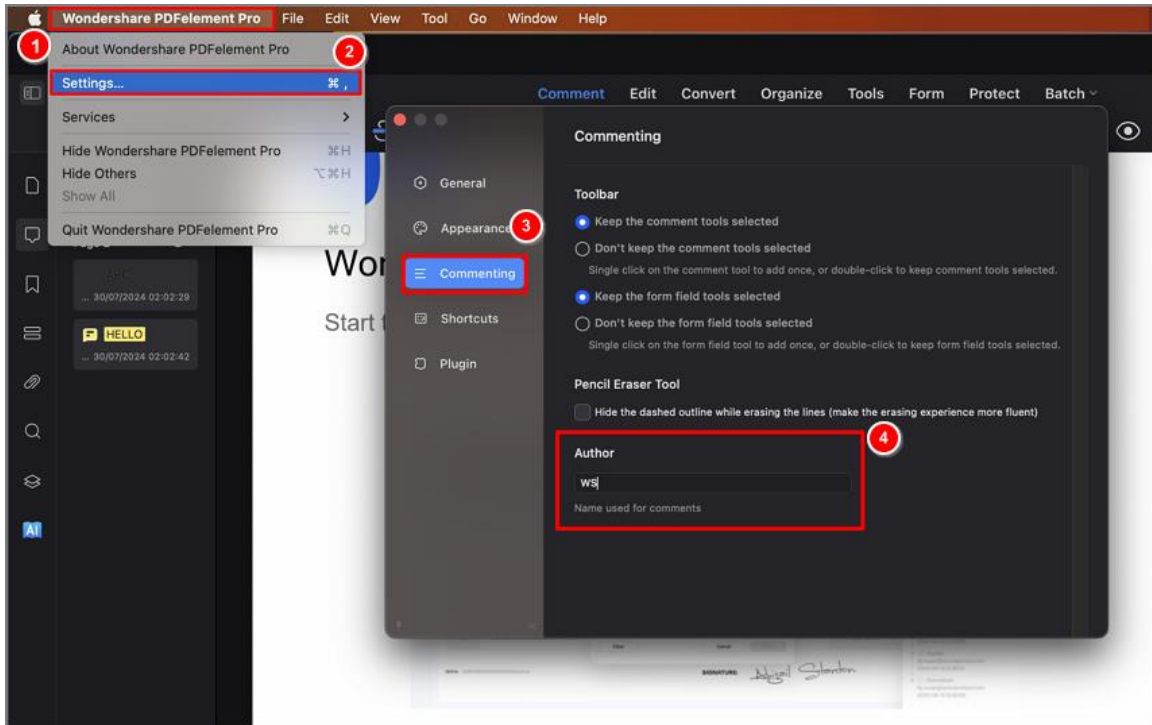 Wondershare PDFelement Pro File Edit View Tool Go Window Help
1
About Wondershare PDFelement Pro
2
Settings... ⌘ ,
Services
Hide Wondershare PDFelement Pro ⌘ H
Hide Others ⌥ ⌘ H
Show All
Quit Wondershare PDFelement Pro ⌘ Q
Comment Edit Convert Organize Tools Form Protect Batch
... 30/07/2024 02:02:29
HELLO
... 30/07/2024 02:02:42
AI
Wor
Start t
General
Appearance
3
Commenting
Shortcuts
Plugin
Commenting
Toolbar
Keep the comment tools selected
Don't keep the comment tools selected
Single click on the comment tool to add once, or double-click to keep comment tools selected.
Keep the form field tools selected
Don't keep the form field tools selected
Single click on the form field tool to add once, or double-click to keep form field tools selected.
Pencil Eraser Tool
Hide the dashed outline while erasing the lines (make the erasing experience more fluent)
4
Author
ws
Name used for comments
SIGNATURE: